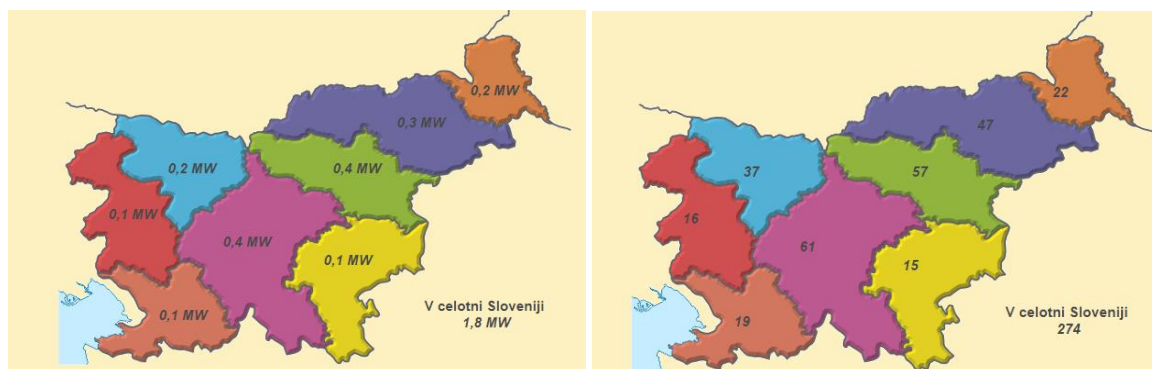 0,2 MW
0,3 MW
0,2 MW
0,4 MW
0,1 MW
0,4 MW
0,1 MW
0,1 MW
V celotni Sloveniji
1,8 MW
22
47
37
57
16
61
15
19
V celotni Sloveniji
274